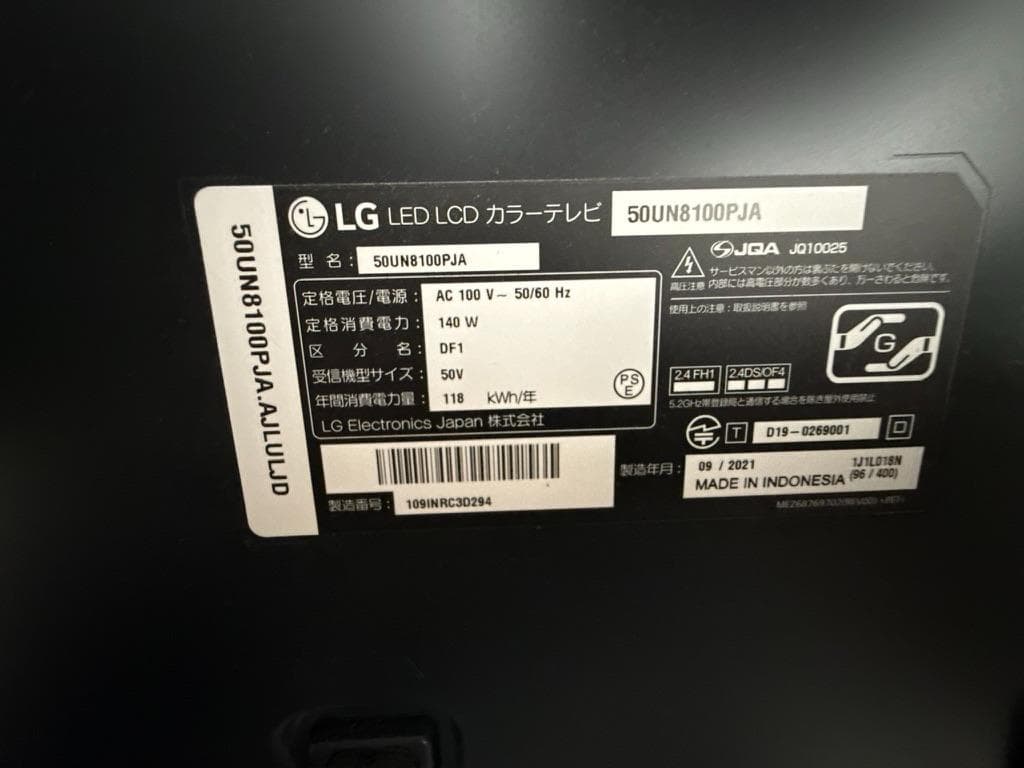 50UN8100PJA.AJLULJD
LG LED LCD カラーテレビ 50UN8100PJA
型 名 : 50UN8100PJA
定格電圧/電源 : AC 100 V~ 50/60 Hz
定格消費電力 : 140 W
区 分 名 : DF1
受信機型サイズ : 50V
年間消費電力量 : 118 kWh/年
LG Electronics Japan 株式会社
PS
E
製造番号 : 109INRC3D294
JQA JQ10025
高圧注意
サービスマン以外の方は裏ぶたを開けないでください。
内部には高電圧部分が数多くあり、万一さわると危険です。
使用上の注意 : 取扱説明書を参照
G
2.4 FH1 2.4DS/OF4
5.2GHz帯登録局と通信する場合を除き屋外使用禁止
T D19-0269001
製造年月 : 09 / 2021 1J1L01SN
MADE IN INDONESIA (96 / 400)